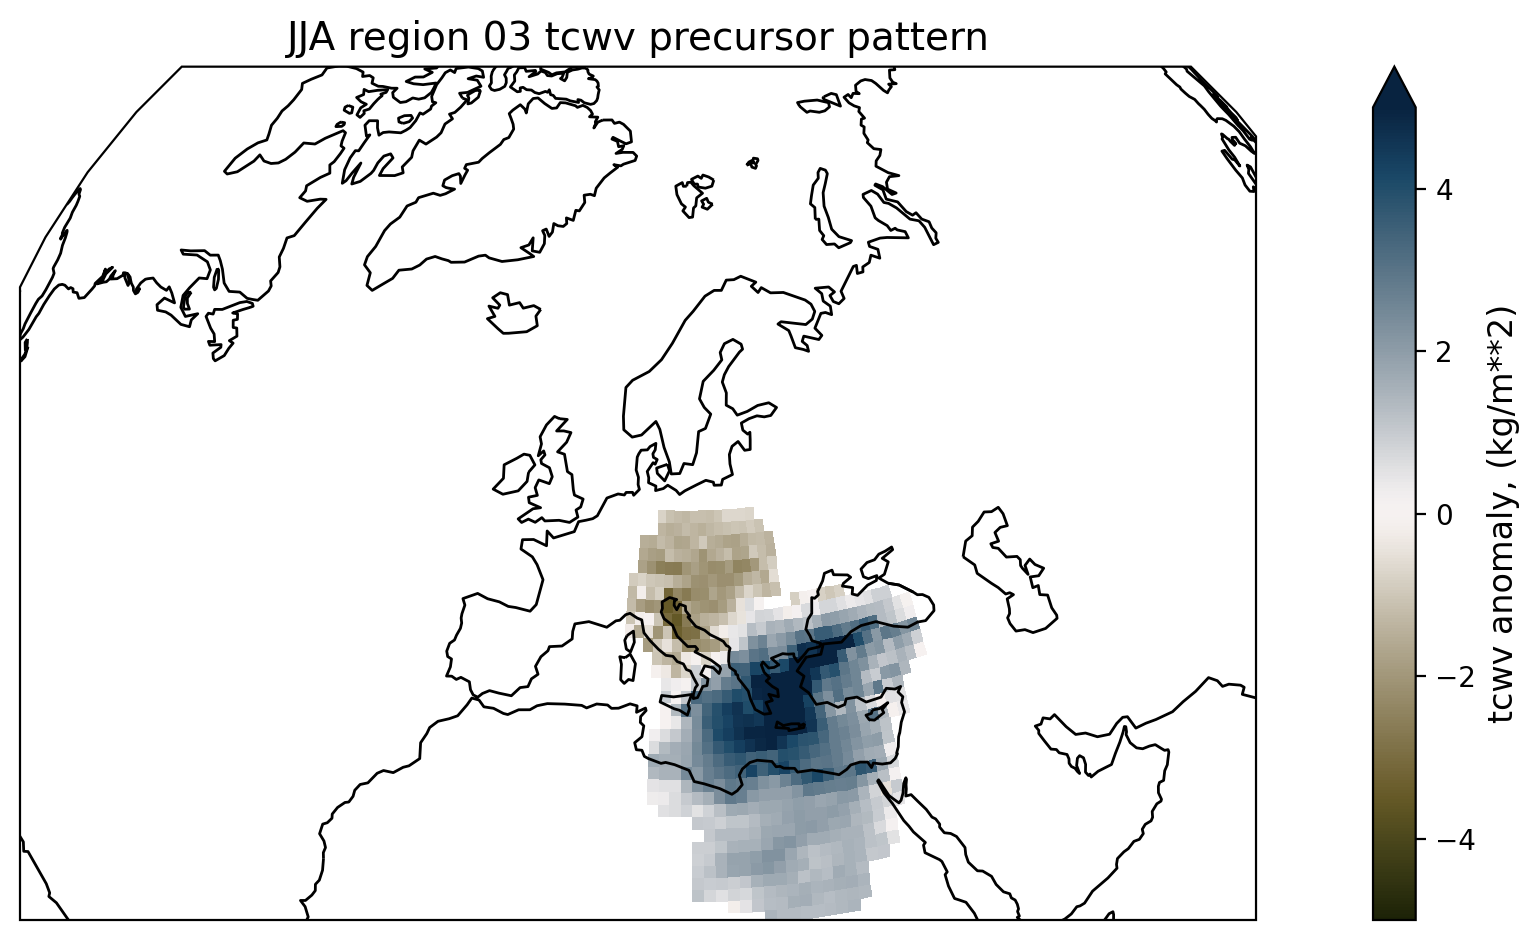 JJA region 03 tcwv precursor pattern
4
2
0
−2
−4
tcwv anomaly, (kg/m**2)